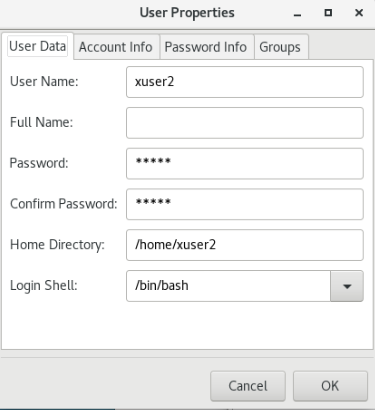 User Properties
User Data Account Info Password Info Groups
User Name: xuser2
Full Name:
Password: *****
Confirm Password: *****
Home Directory: /home/xuser2
Login Shell: /bin/bash
Cancel OK